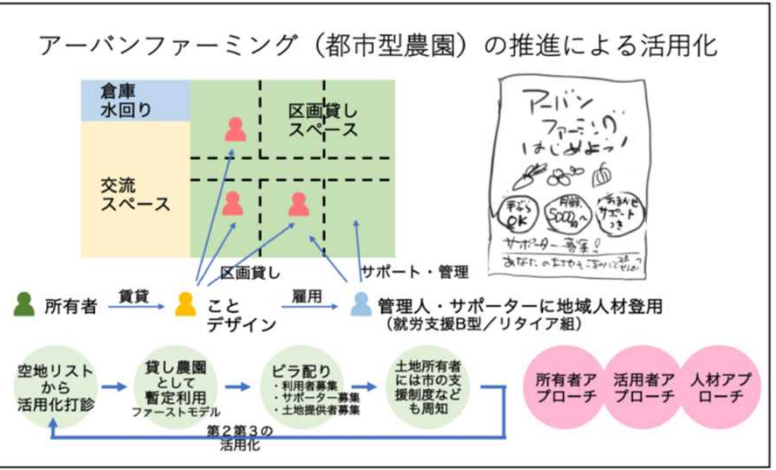 アーバンファーミング（都市型農園）の推進による活用化
倉庫
水回り
区画貸し
スペース
交流
スペース
アーバン
ファーミング
はじめよう！
手ぶら
OK
月額
5000円〜
おまかせ
サポート
つき
サポーター募集！
区画貸し
サポート・管理
所有者
賃貸
こと
デザイン
雇用
管理人・サポーターに地域人材登用
（就労支援B型／リタイア組）
空地リスト
から
活用化打診
貸し農園
として
暫定利用
ファーストモデル
ビラ配り
・利用者募集
・サポーター募集
・土地提供者募集
土地所有者
には市の支
援制度など
も周知
第２第３の
活用化
所有者ア
プローチ
活用者ア
プローチ
人材アプ
ローチ